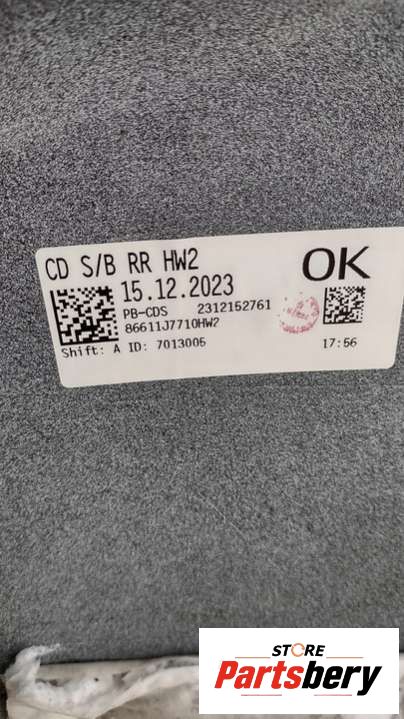 CD S/B RR HW2
OK
15.12.2023
PB-CDS 2312152761
86611J7710HW2
Shift: A ID: 7013005
17:56
STORE
Partsbery